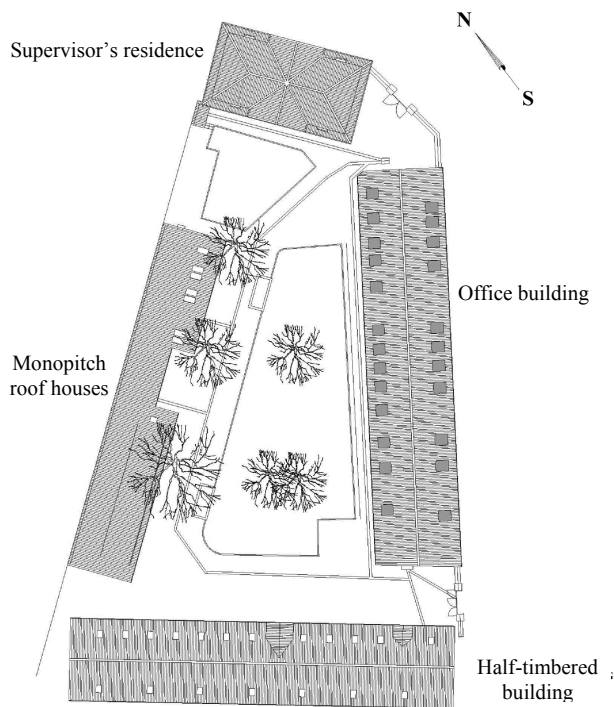 N
Supervisor’s residence
S
Office building
Monopitch
roof houses
Half-timbered
building